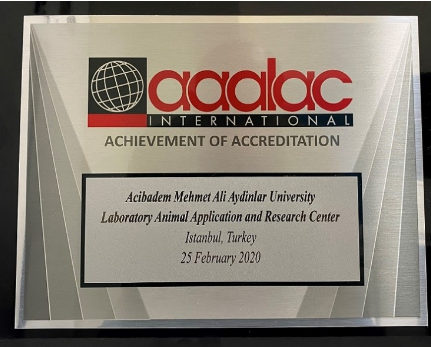 aaalac
INTERNATIONAL
ACHIEVEMENT OF ACCREDITATION
Acibadem Mehmet Ali Aydinlar University
Laboratory Animal Application and Research Center
Istanbul, Turkey
25 February 2020